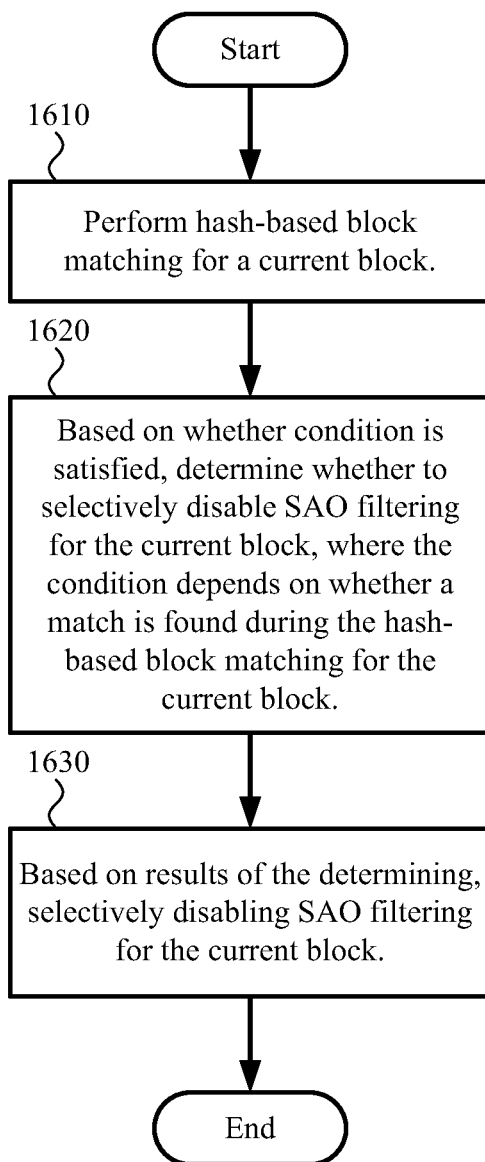 Start
1610
Perform hash-based block
matching for a current block.
1620
Based on whether condition is
satisfied, determine whether to
selectively disable SAO filtering
for the current block, where the
condition depends on whether a
match is found during the hash-
based block matching for the
current block.
1630
Based on results of the determining,
selectively disabling SAO filtering
for the current block.
End